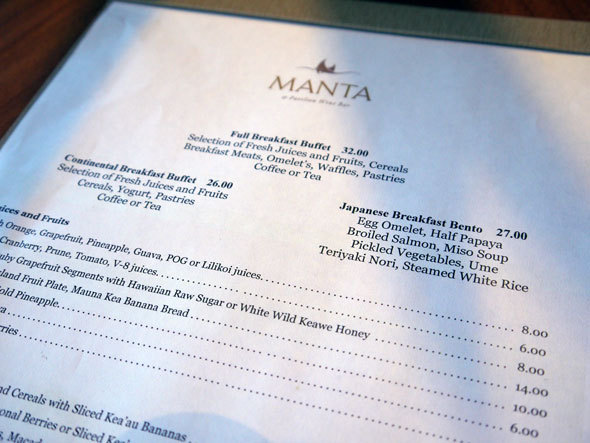 MANTA
& Pavilion Wine Bar
Full Breakfast Buffet 32.00
Selection of Fresh Juices and Fruits, Cereals
Breakfast Meats, Omelet's, Waffles, Pastries
Coffee or Tea
Continental Breakfast Buffet 26.00
Selection of Fresh Juices and Fruits
Cereals, Yogurt, Pastries
Coffee or Tea
Japanese Breakfast Bento 27.00
Egg Omelet, Half Papaya
Broiled Salmon, Miso Soup
Pickled Vegetables, Ume
Teriyaki Nori, Steamed White Rice
and Fruits
Orange, Grapefruit, Pineapple, Guava, POG or Lilikoi juices 8.00
Cranberry, Prune, Tomato, V-8 juices 6.00
Grapefruit Segments with Hawaiian Raw Sugar or White Wild Keawe Honey 8.00
Fruit Plate, Mauna Kea Banana Bread 14.00
Pineapple 10.00
6.00
Cereals with Sliced Kea'au Bananas
Berries or Sliced